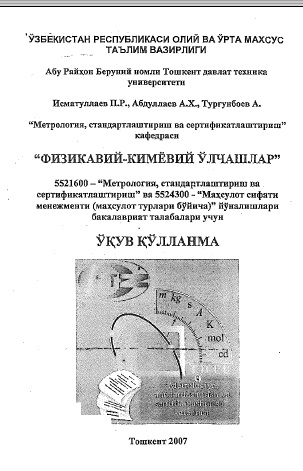 ЎЗБЕКИСТАН РЕСПУБЛИКАСИ ОЛИЙ ВА ЎРТА МАХСУС
ТАЪЛИМ ВАЗИРЛИГИ
Абу Райҳон Беруний номли Тошкент давлат техника
университети
Исматуллаев П.Р., Абдуллаев А.Х., Тургунбоев А.
“Метрология, стандартлаштириш ва сертификатлаштириш”
кафедраси
“ФИЗИКАВИЙ-КИМЁВИЙ ЎЛЧАШЛАР”
5521600 – “Метрология, стандартлаштириш ва
сертификатлаштириш” ва 5524300 - “Маҳсулот сифати
менежменти (маҳсулот турлари бўйича)” йўналишлари
бакалавриат талабалари учун
ЎҚУВ ҚЎЛЛАНМА
m kg s A K mol cd
Тошкент 2007